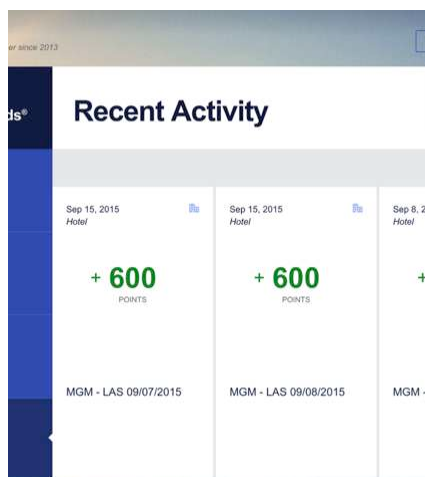 er since 2013
ds®
Recent Activity
Sep 15, 2015
Hotel
+ 600
POINTS
MGM - LAS 09/07/2015
Sep 15, 2015
Hotel
+ 600
POINTS
MGM - LAS 09/08/2015
Sep 8, 2
Hotel
+
MGM -